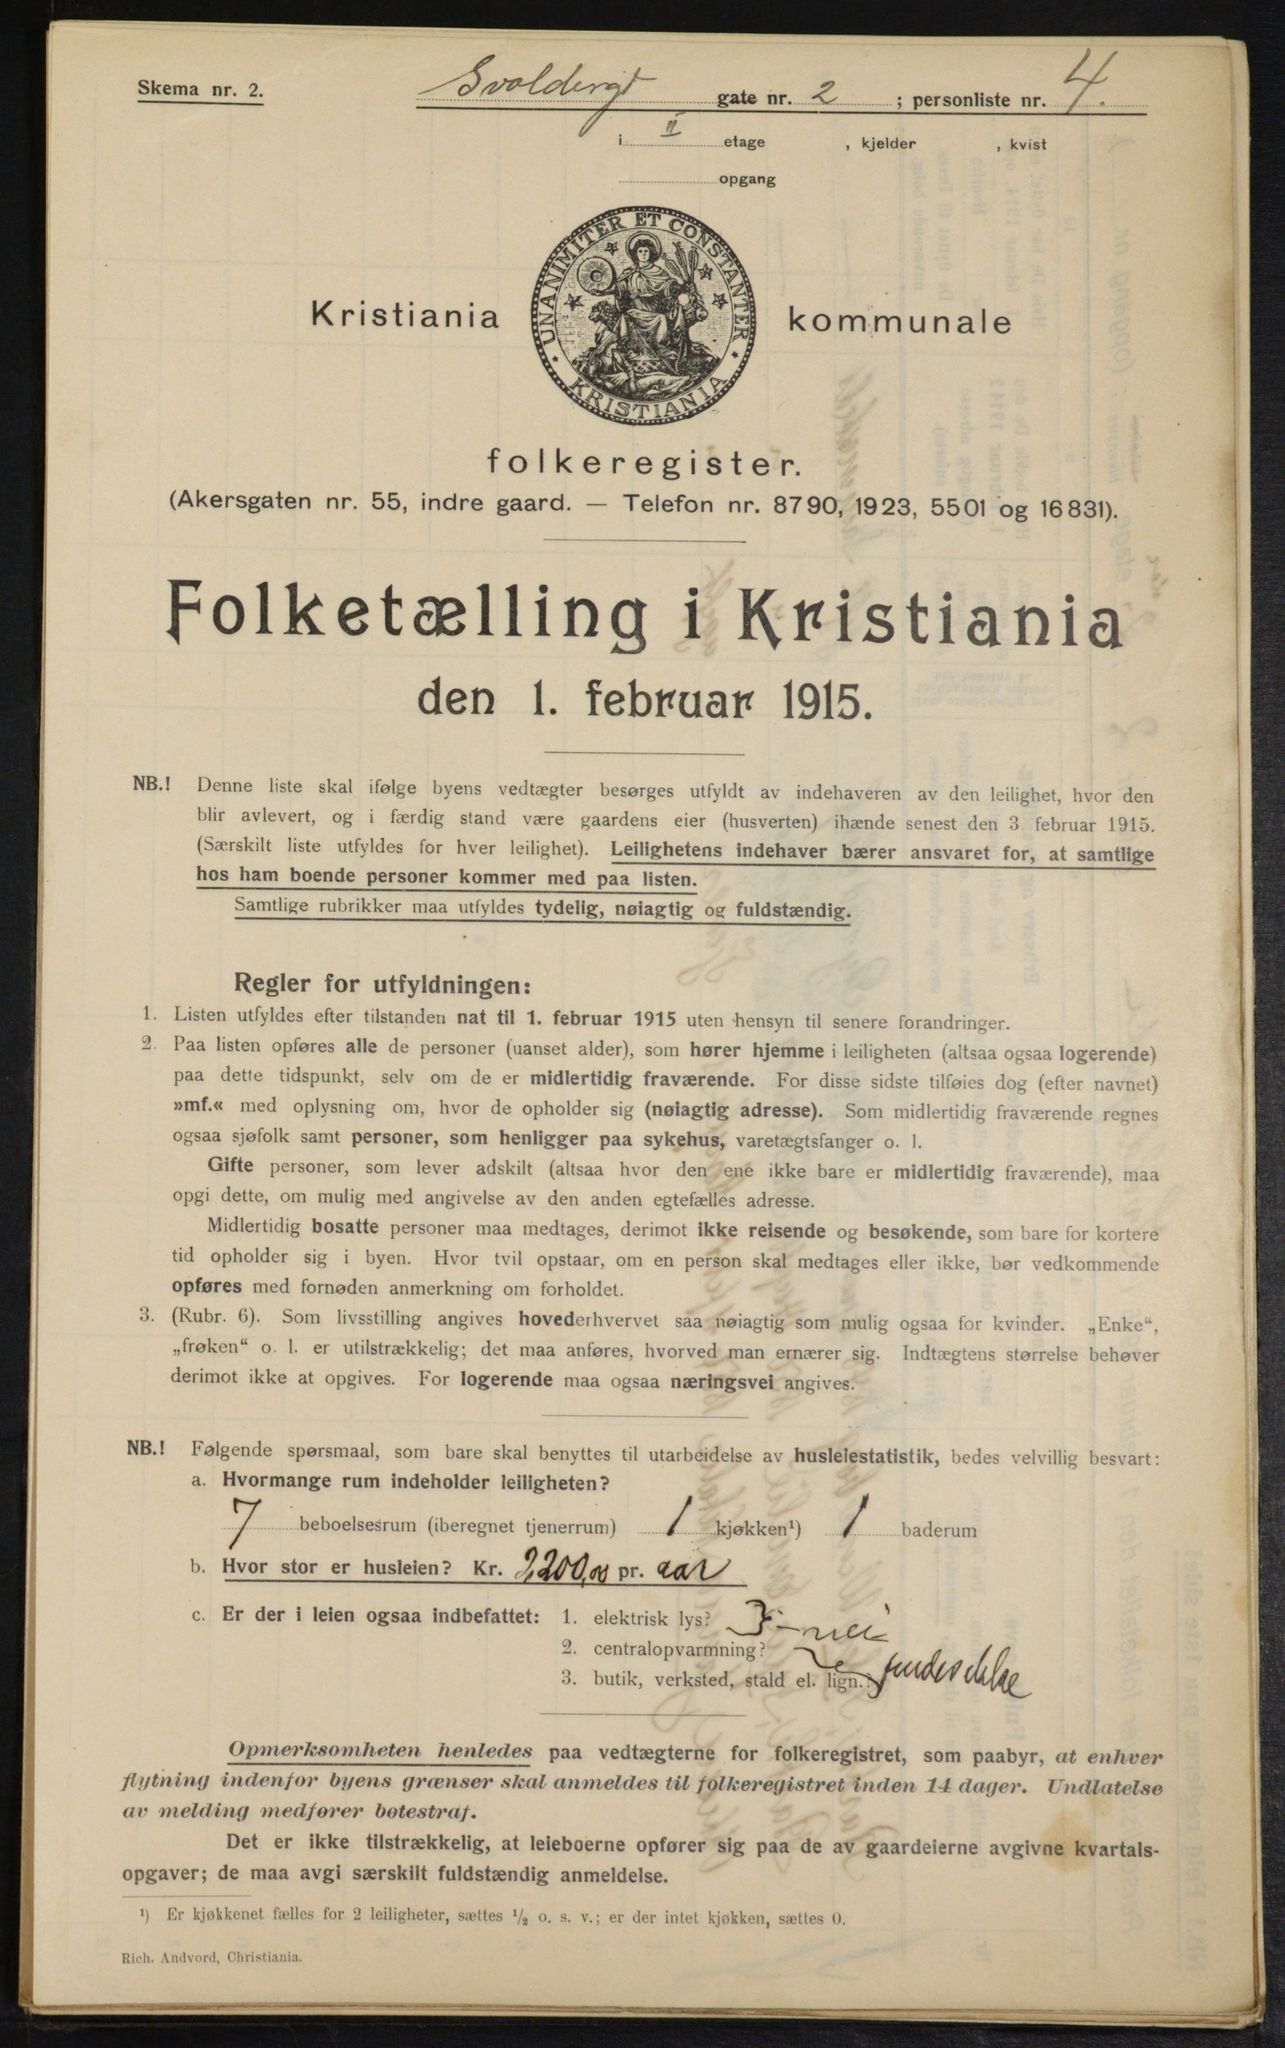 Skema nr. 2.
Svoldergt gate nr. 2 ; personliste nr. 4.
i II etage , kjelder , kvist
opgang
UNANIMITER ET CONSTANTER
KRISTIANIA
Kristiania kommunale
folkeregister.
(Akersgaten nr. 55, indre gaard. — Telefon nr. 8790, 1923, 5501 og 16831).
Folketælling i Kristiania
den 1. februar 1915.
NB.! Denne liste skal ifølge byens vedtægter besørges utfyldt av indehaveren av den leilighet, hvor den
blir avlevert, og i færdig stand være gaardens eier (husverten) ihænde senest den 3. februar 1915.
(Særskilt liste utfyldes for hver leilighet). Leilighetens indehaver bærer ansvaret for, at samtlige
hos ham boende personer kommer med paa listen.
Samtlige rubrikker maa utfyldes tydelig, nøiagtig og fuldstændig.
Regler for utfyldningen:
1. Listen utfyldes efter tilstanden nat til 1. februar 1915 uten hensyn til senere forandringer.
2. Paa listen opføres alle de personer (uanset alder), som hører hjemme i leiligheten (altsaa ogsaa logerende)
paa dette tidspunkt, selv om de er midlertidig fraværende. For disse sidste tilføies dog (efter navnet)
»mf.« med oplysning om, hvor de opholder sig (nøiagtig adresse). Som midlertidig fraværende regnes
ogsaa sjøfolk samt personer, som henligger paa sykehus, varetægtsfanger o. l.
Gifte personer, som lever adskilt (altsaa hvor den ene ikke bare er midlertidig fraværende), maa
opgi dette, om mulig med angivelse av den anden egtefælles adresse.
Midlertidig bosatte personer maa medtages, derimot ikke reisende og besøkende, som bare for kortere
tid opholder sig i byen. Hvor tvil opstaar, om en person skal medtages eller ikke, bør vedkommende
opføres med fornøden anmerkning om forholdet.
3. (Rubr. 6). Som livsstilling angives hovederhvervet saa nøiagtig som mulig ogsaa for kvinder. „Enke“,
„frøken“ o. l. er utilstrækkelig; det maa anføres, hvorved man ernærer sig. Indtægtens størrelse behøver
derimot ikke at opgives. For logerende maa ogsaa næringsvei angives.
NB.! Følgende spørsmaal, som bare skal benyttes til utarbeidelse av husleiestatistik, bedes velvillig besvart:
a. Hvormange rum indeholder leiligheten?
7 beboelsesrum (iberegnet tjenerrum) 1 kjøkken¹) 1 baderum
b. Hvor stor er husleien? Kr. 2,200,00 pr. aar
c. Er der i leien ogsaa indbefattet: 1. elektrisk lys? nei
2. centralopvarmning?
3. butik, verksted, stald el. lign.? findes ikke
Opmerksomheten henledes paa vedtægterne for folkeregistret, som paabyr, at enhver
flytning indenfor byens grænser skal anmeldes til folkeregistret inden 14 dager. Undlatelse
av melding medfører bøtestraf.
Det er ikke tilstrækkelig, at leieboerne opfører sig paa de av gaardeierne avgivne kvartals-
opgaver; de maa avgi særskilt fuldstændig anmeldelse.
¹) Er kjøkkenet fælles for 2 leiligheter, sættes ½ o. s. v.; er der intet kjøkken, sættes 0.
Rich. Andvord, Christiania.